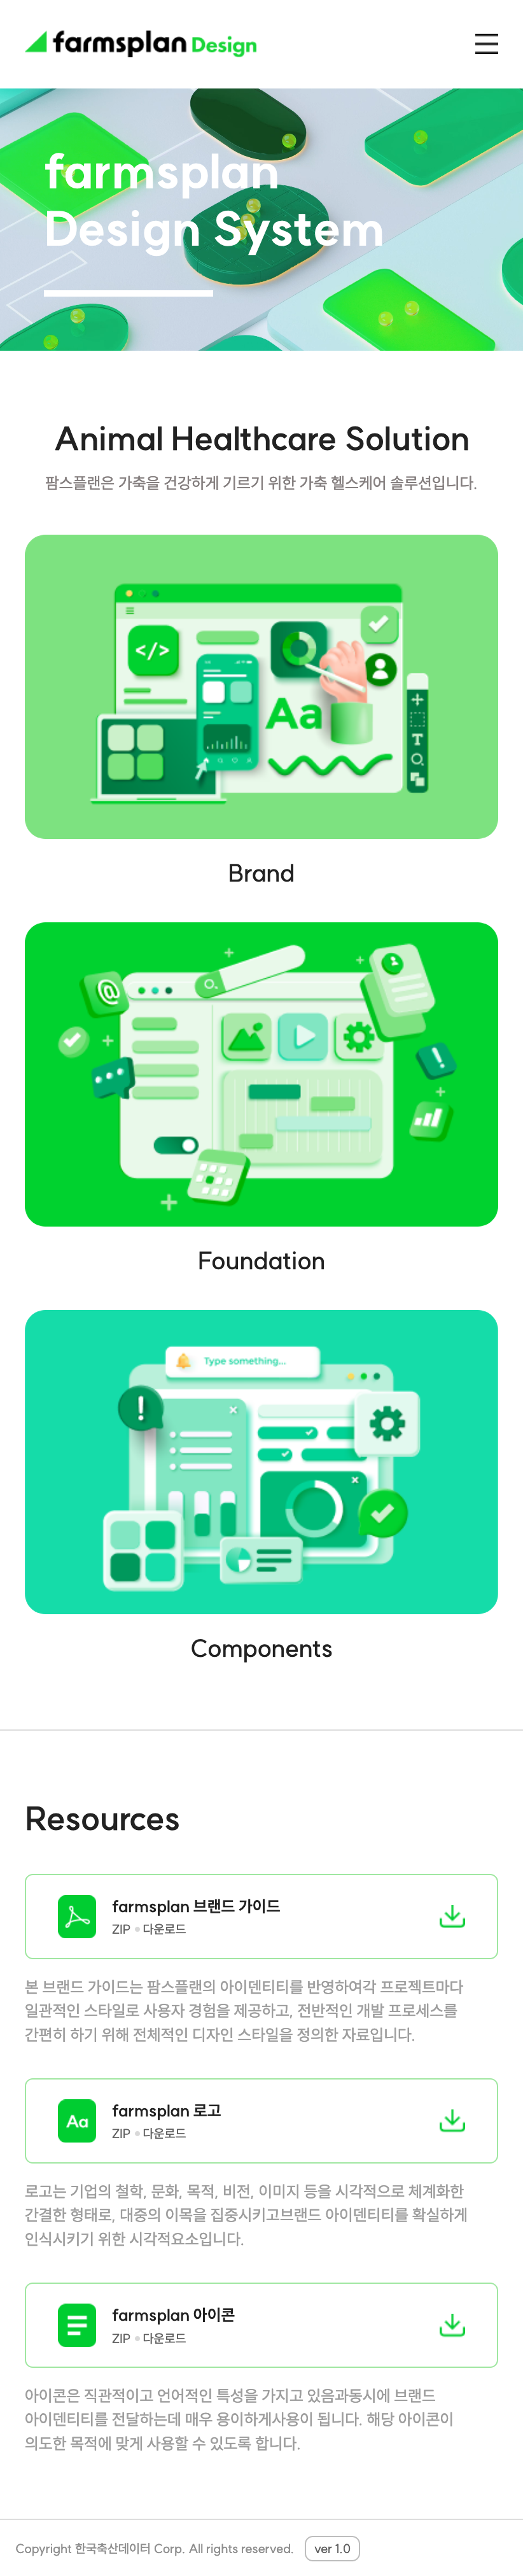 farmsplan Design
farmsplan
Design System
Animal Healthcare Solution
팜스플랜은 가축을 건강하게 기르기 위한 가축 헬스케어 솔루션입니다.
</>
Aa
T
Brand
@
Foundation
Type something...
Components
Resources
farmsplan 브랜드 가이드
ZIP 다운로드
본 브랜드 가이드는 팜스플랜의 아이덴티티를 반영하여각 프로젝트마다
일관적인 스타일로 사용자 경험을 제공하고, 전반적인 개발 프로세스를
간편히 하기 위해 전체적인 디자인 스타일을 정의한 자료입니다.
Aa
farmsplan 로고
ZIP 다운로드
로고는 기업의 철학, 문화, 목적, 비전, 이미지 등을 시각적으로 체계화한
간결한 형태로, 대중의 이목을 집중시키고브랜드 아이덴티티를 확실하게
인식시키기 위한 시각적요소입니다.
farmsplan 아이콘
ZIP 다운로드
아이콘은 직관적이고 언어적인 특성을 가지고 있음과동시에 브랜드
아이덴티티를 전달하는데 매우 용이하게사용이 됩니다. 해당 아이콘이
의도한 목적에 맞게 사용할 수 있도록 합니다.
Copyright 한국축산데이터 Corp. All rights reserved. ver 1.0